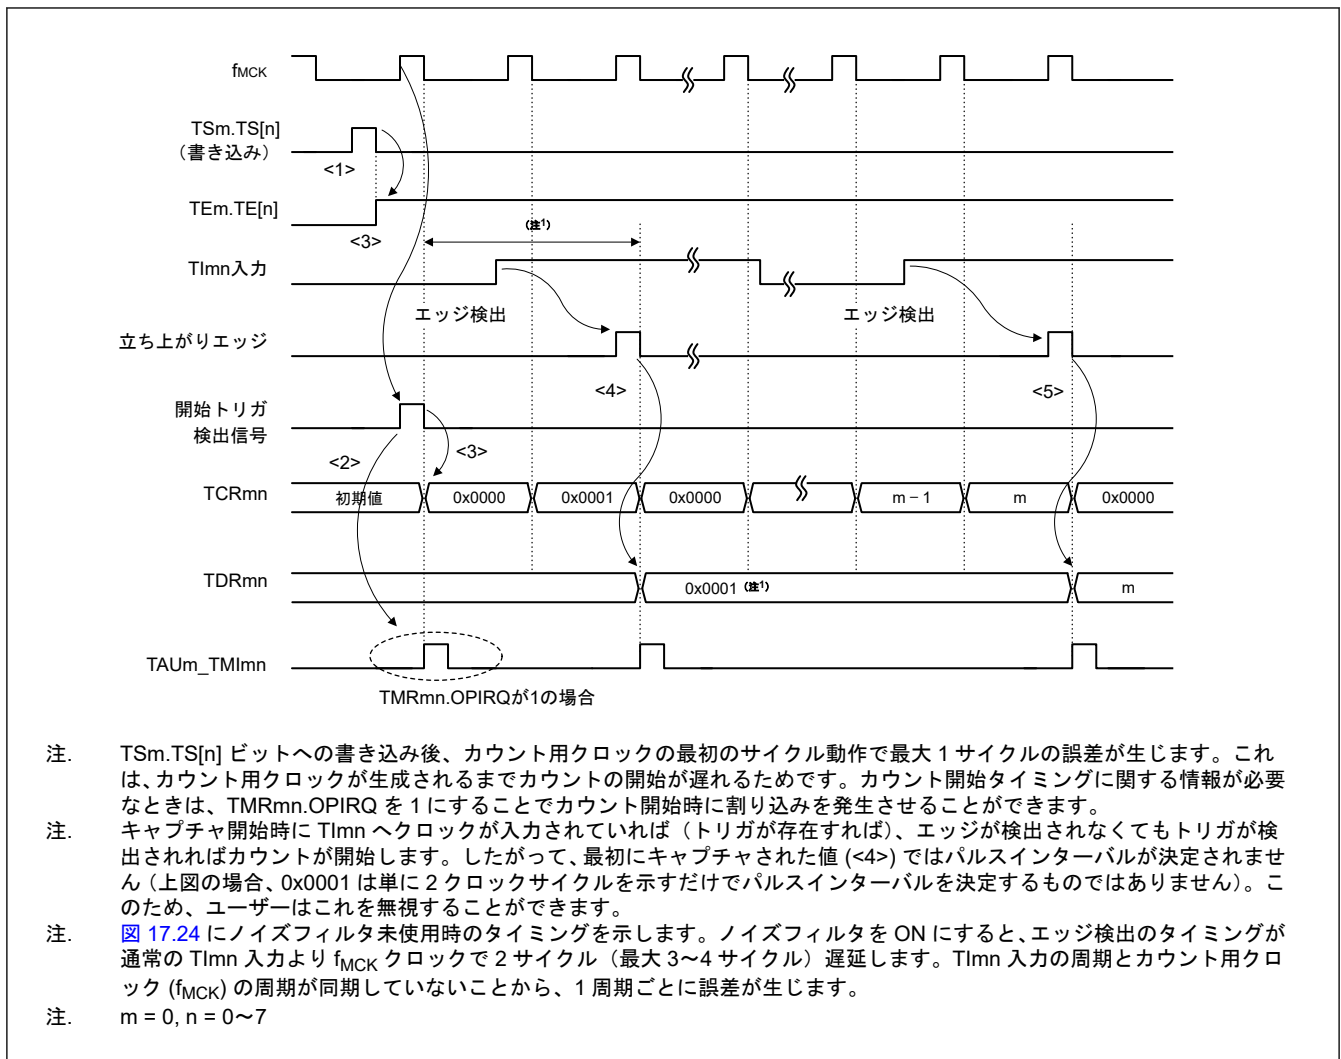 fMCK
TSm.TS[n]
（書き込み）
<1>
TEm.TE[n]
<3>
（注1）
TImn入力
エッジ検出
エッジ検出
立ち上がりエッジ
<4>
<5>
開始トリガ
検出信号
<2>
<3>
TCRmn
初期値
0x0000
0x0001
0x0000
m－1
m
0x0000
TDRmn
0x0001（注1）
m
TAUm_TMImn
TMRmn.OPIRQが1の場合
注. TSm.TS[n] ビットへの書き込み後、カウント用クロックの最初のサイクル動作で最大 1 サイクルの誤差が生じます。これ
は、カウント用クロックが生成されるまでカウントの開始が遅れるためです。カウント開始タイミングに関する情報が必要
なときは、TMRmn.OPIRQ を 1 にすることでカウント開始時に割り込みを発生させることができます。
注. キャプチャ開始時に TImn へクロックが入力されていれば（トリガが存在すれば）、エッジが検出されなくてもトリガが検
出されればカウントが開始します。したがって、最初にキャプチャされた値 (<4>) ではパルスインターバルが決定されませ
ん（上図の場合、0x0001 は単に 2 クロックサイクルを示すだけでパルスインターバルを決定するものではありません）。こ
のため、ユーザーはこれを無視することができます。
注. 図 17.24 にノイズフィルタ未使用時のタイミングを示します。ノイズフィルタを ON にすると、エッジ検出のタイミングが
通常の TImn 入力より fMCK クロックで 2 サイクル（最大 3～4 サイクル）遅延します。TImn 入力の周期とカウント用クロ
ック (fMCK) の周期が同期していないことから、1 周期ごとに誤差が生じます。
注. m = 0, n = 0～7